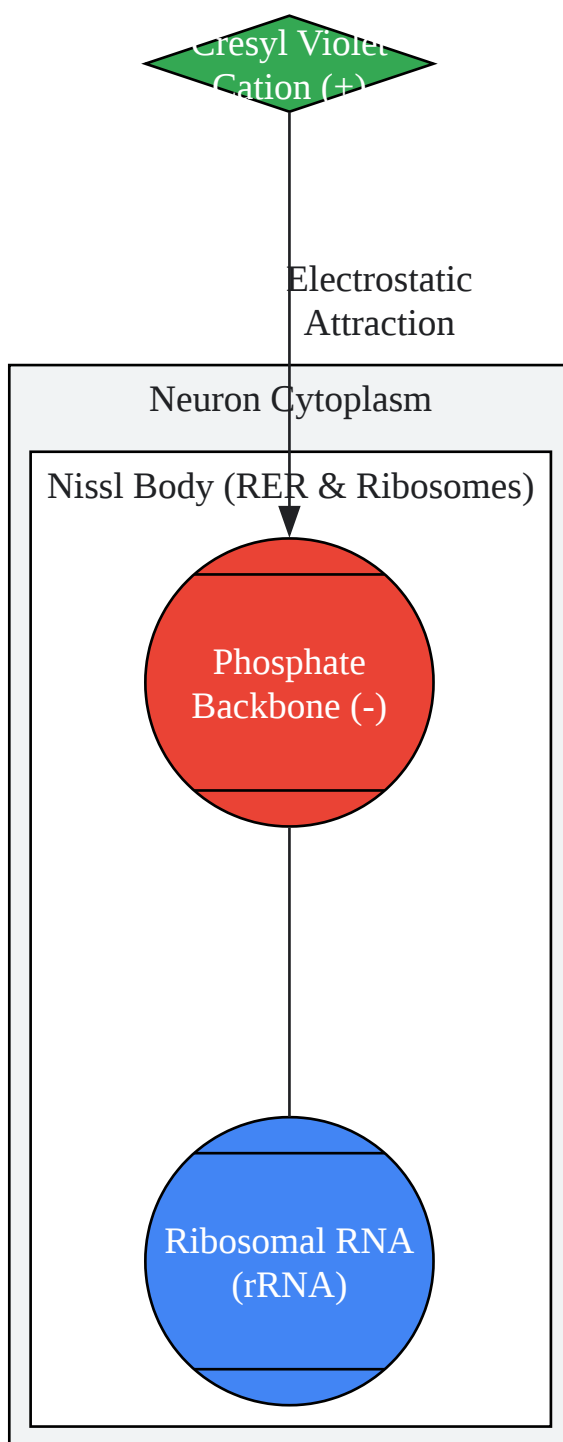 Cresyl Violet
Cation (+)
Electrostatic
Attraction
Neuron Cytoplasm
Nissl Body (RER & Ribosomes)
Phosphate
Backbone (-)
Ribosomal RNA
(rRNA)